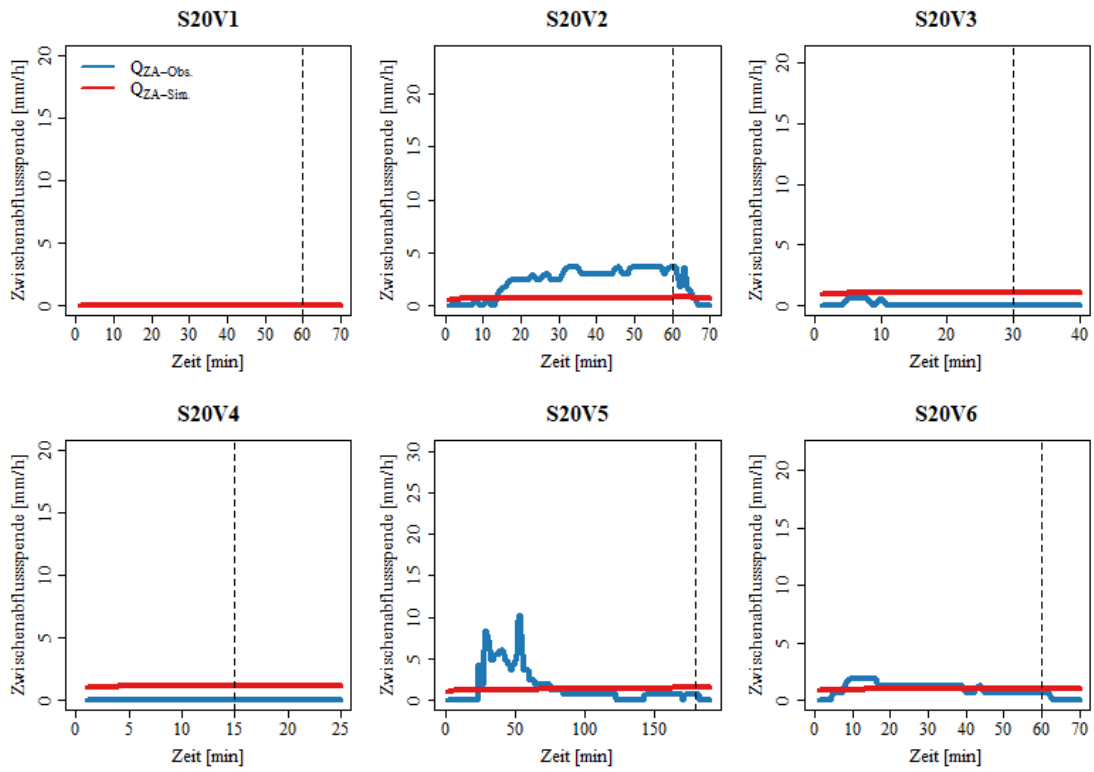 S20V1
S20V2
S20V3
Zwischenabflussspende [mm/h]
0 5 10 15 20
Q_ZA−Obs.
Q_ZA−Sim.
0 10 20 30 40 50 60 70
Zeit [min]
Zwischenabflussspende [mm/h]
0 5 10 15 20
0 10 20 30 40 50 60 70
Zeit [min]
Zwischenabflussspende [mm/h]
0 5 10 15 20
0 10 20 30 40
Zeit [min]
S20V4
S20V5
S20V6
Zwischenabflussspende [mm/h]
0 5 10 15 20
0 5 10 15 20 25
Zeit [min]
Zwischenabflussspende [mm/h]
0 5 10 15 20 25 30
0 50 100 150
Zeit [min]
Zwischenabflussspende [mm/h]
0 5 10 15 20
0 10 20 30 40 50 60 70
Zeit [min]